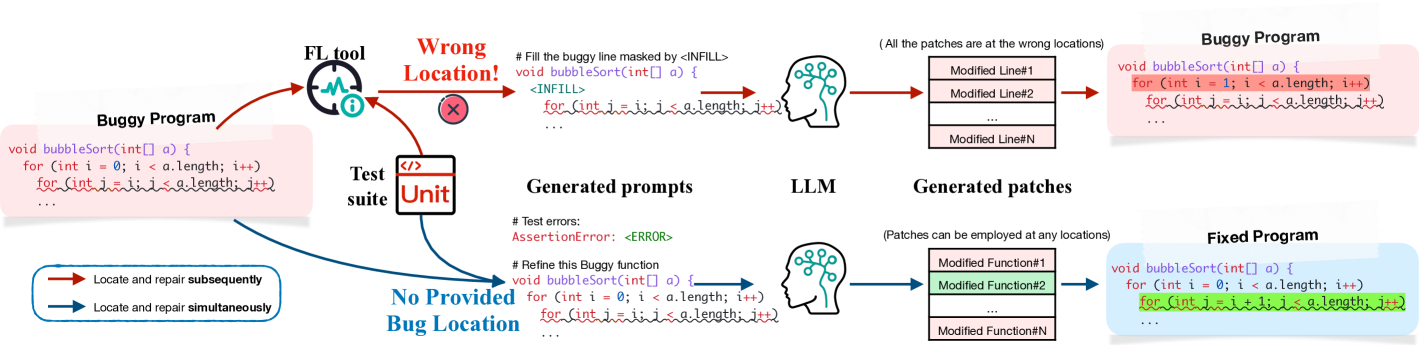 Buggy Program
void bubbleSort(int[] a) {
for (int i = 0; i < a.length; i++)
for (int j = i; j < a.length; j++)
...
FL tool
Wrong
Location!
Test
suite
</>
Unit
# Fill the buggy line masked by <INFILL>
void bubbleSort(int[] a) {
<INFILL>
for (int j = i; j < a.length; j++)
...
( All the patches are at the wrong locations)
Modified Line#1
Modified Line#2
...
Modified Line#N
Buggy Program
void bubbleSort(int[] a) {
for (int i = 1; i < a.length; i++)
for (int j = i; j < a.length; j++)
...
Generated prompts
LLM
Generated patches
# Test errors:
AssertionError: <ERROR>
# Refine this Buggy function
void bubbleSort(int[] a) {
for (int i = 0; i < a.length; i++)
for (int j = i; j < a.length; j++)
...
No Provided
Bug Location
(Patches can be employed at any locations)
Modified Function#1
Modified Function#2
...
Modified Function#N
Fixed Program
void bubbleSort(int[] a) {
for (int i = 0; i < a.length; i++)
for (int j = i + 1; j < a.length; j++)
...
Locate and repair subsequently
Locate and repair simultaneously